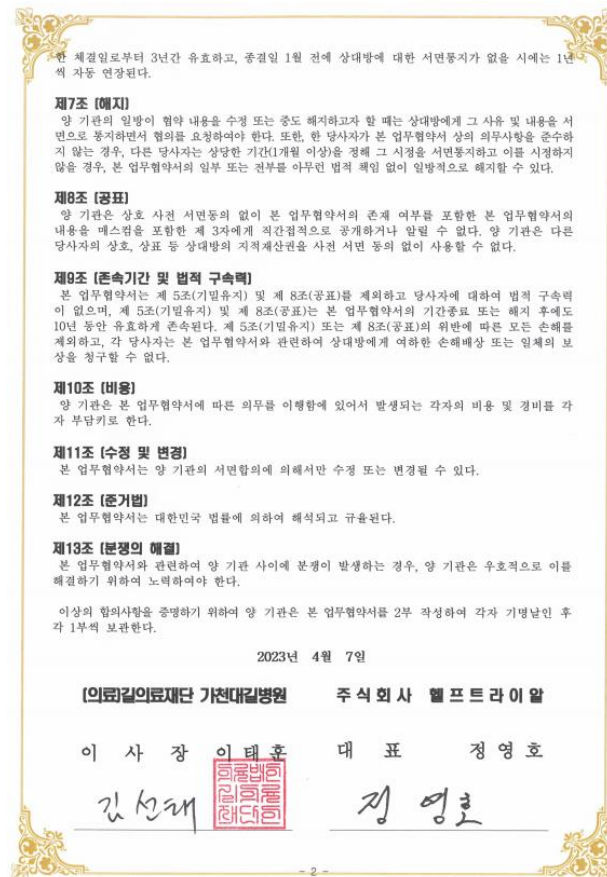 한 체결일로부터 3년간 유효하고, 종결일 1월 전에 상대방에 대한 서면통지가 없을 시에는 1년
씩 자동 연장된다.
제7조 (해지)
양 기관의 일방이 협약 내용을 수정 또는 중도 해지하고자 할 때는 상대방에게 그 사유 및 내용을 서
면으로 통지하면서 협의를 요청하여야 한다. 또한, 한 당사자가 본 업무협약서 상의 의무사항을 준수하
지 않는 경우, 다른 당사자는 상당한 기간(1개월 이상)을 정해 그 시정을 서면통지하고 이를 시정하지
않을 경우, 본 업무협약서의 일부 또는 전부를 아무런 법적 책임 없이 일방적으로 해지할 수 있다.
제8조 (공표)
양 기관은 상호 사전 서면동의 없이 본 업무협약서의 존재 여부를 포함한 본 업무협약서의
내용을 매스컴을 포함한 제 3자에게 직간접적으로 공개하거나 알릴 수 없다. 양 기관은 다른
당사자의 상호, 상표 등 상대방의 지적재산권을 사전 서면 동의 없이 사용할 수 없다.
제9조 (존속기간 및 법적 구속력)
본 업무협약서는 제 5조(기밀유지) 및 제 8조(공표)를 제외하고 당사자에 대하여 법적 구속력
이 없으며, 제 5조(기밀유지) 및 제 8조(공표)는 본 업무협약서의 기간종료 또는 해지 후에도
10년 동안 유효하게 존속된다. 제 5조(기밀유지) 또는 제 8조(공표)의 위반에 따른 모든 손해를
제외하고, 각 당사자는 본 업무협약서와 관련하여 상대방에게 여하한 손해배상 또는 일체의 보
상을 청구할 수 없다.
제10조 (비용)
양 기관은 본 업무협약서에 따른 의무를 이행함에 있어서 발생되는 각자의 비용 및 경비를 각
자 부담키로 한다.
제11조 (수정 및 변경)
본 업무협약서는 양 기관의 서면합의에 의해서만 수정 또는 변경될 수 있다.
제12조 (준거법)
본 업무협약서는 대한민국 법률에 의하여 해석되고 규율된다.
제13조 (분쟁의 해결)
본 업무협약서와 관련하여 양 기관 사이에 분쟁이 발생하는 경우, 양 기관은 우호적으로 이를
해결하기 위하여 노력하여야 한다.
이상의 합의사항을 증명하기 위하여 양 기관은 본 업무협약서를 2부 작성하여 각자 기명날인 후
각 1부씩 보관한다.
2023년 4월 7일
(의료)길의료재단 가천대길병원 주식회사 헬프트라이알
이 사 장 이태훈 대 표 정영호
김선태 정영호
- 2 -